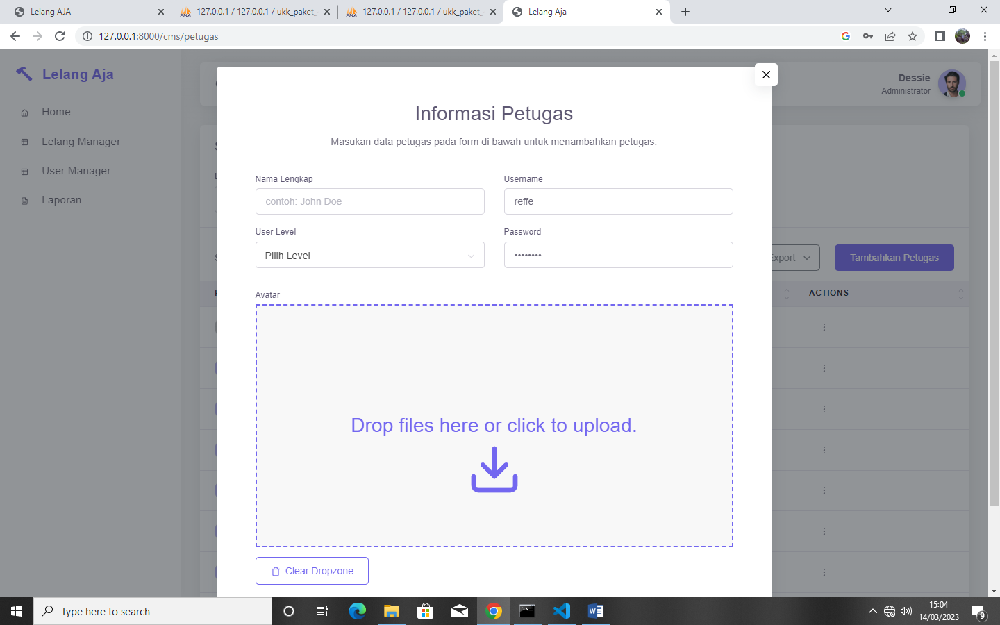 Lelang AJA
127.0.0.1 / 127.0.0.1 / ukk_paket_
127.0.0.1 / 127.0.0.1 / ukk_paket_
Lelang Aja
127.0.0.1:8000/cms/petugas
Lelang Aja
Dessie
Administrator
Home
Lelang Manager
User Manager
Laporan
Informasi Petugas
Masukan data petugas pada form di bawah untuk menambahkan petugas.
Nama Lengkap
Username
contoh: John Doe
reffe
User Level
Password
Pilih Level
••••••••
Export
Tambahkan Petugas
ACTIONS
Avatar
Drop files here or click to upload.
Clear Dropzone
Type here to search
15:04
14/03/2023
9